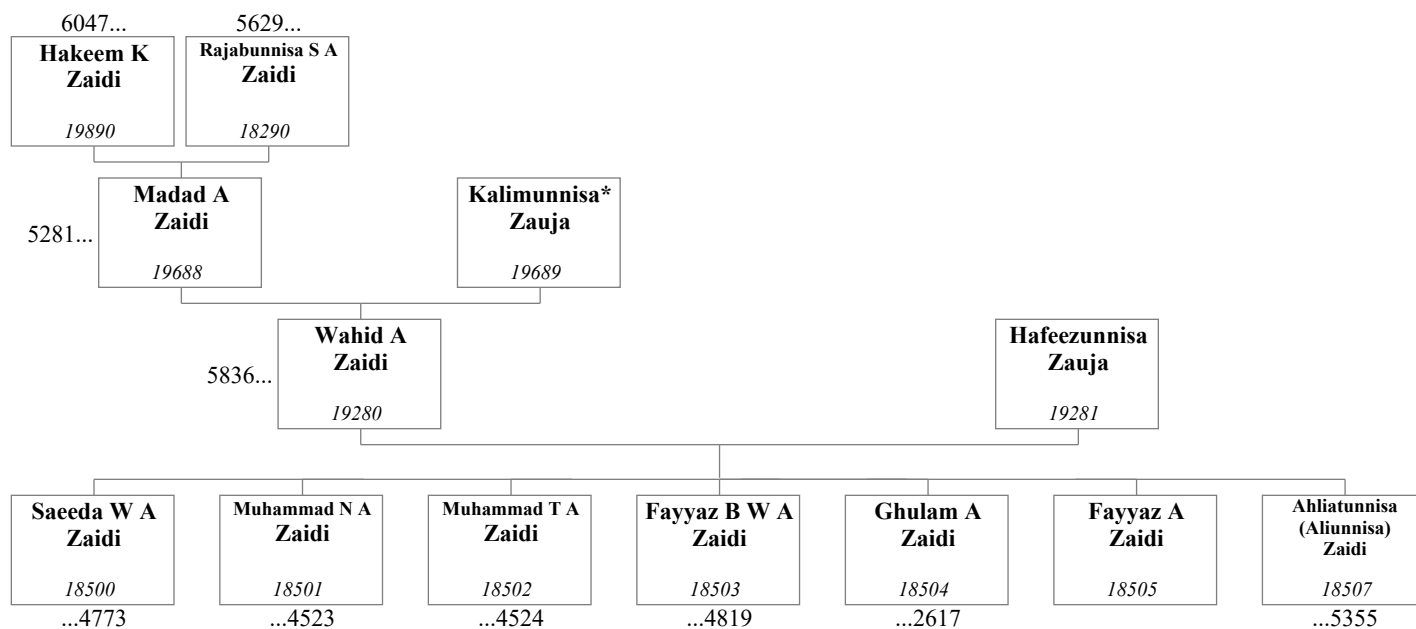 6047...
5629...
Hakeem K
Zaidi
19890
Rajabunnisa S A
Zaidi
18290
Madad A
Zaidi
19688
5281...
Kalimunnisa*
Zauja
19689
Wahid A
Zaidi
19280
5836...
Hafeezunnisa
Zauja
19281
Saeeda W A
Zaidi
18500
...4773
Muhammad N A
Zaidi
18501
...4523
Muhammad T A
Zaidi
18502
...4524
Fayyaz B W A
Zaidi
18503
...4819
Ghulam A
Zaidi
18504
...2617
Fayyaz A
Zaidi
18505
Ahliatunnisa
(Aliunnisa)
Zaidi
18507
...5355